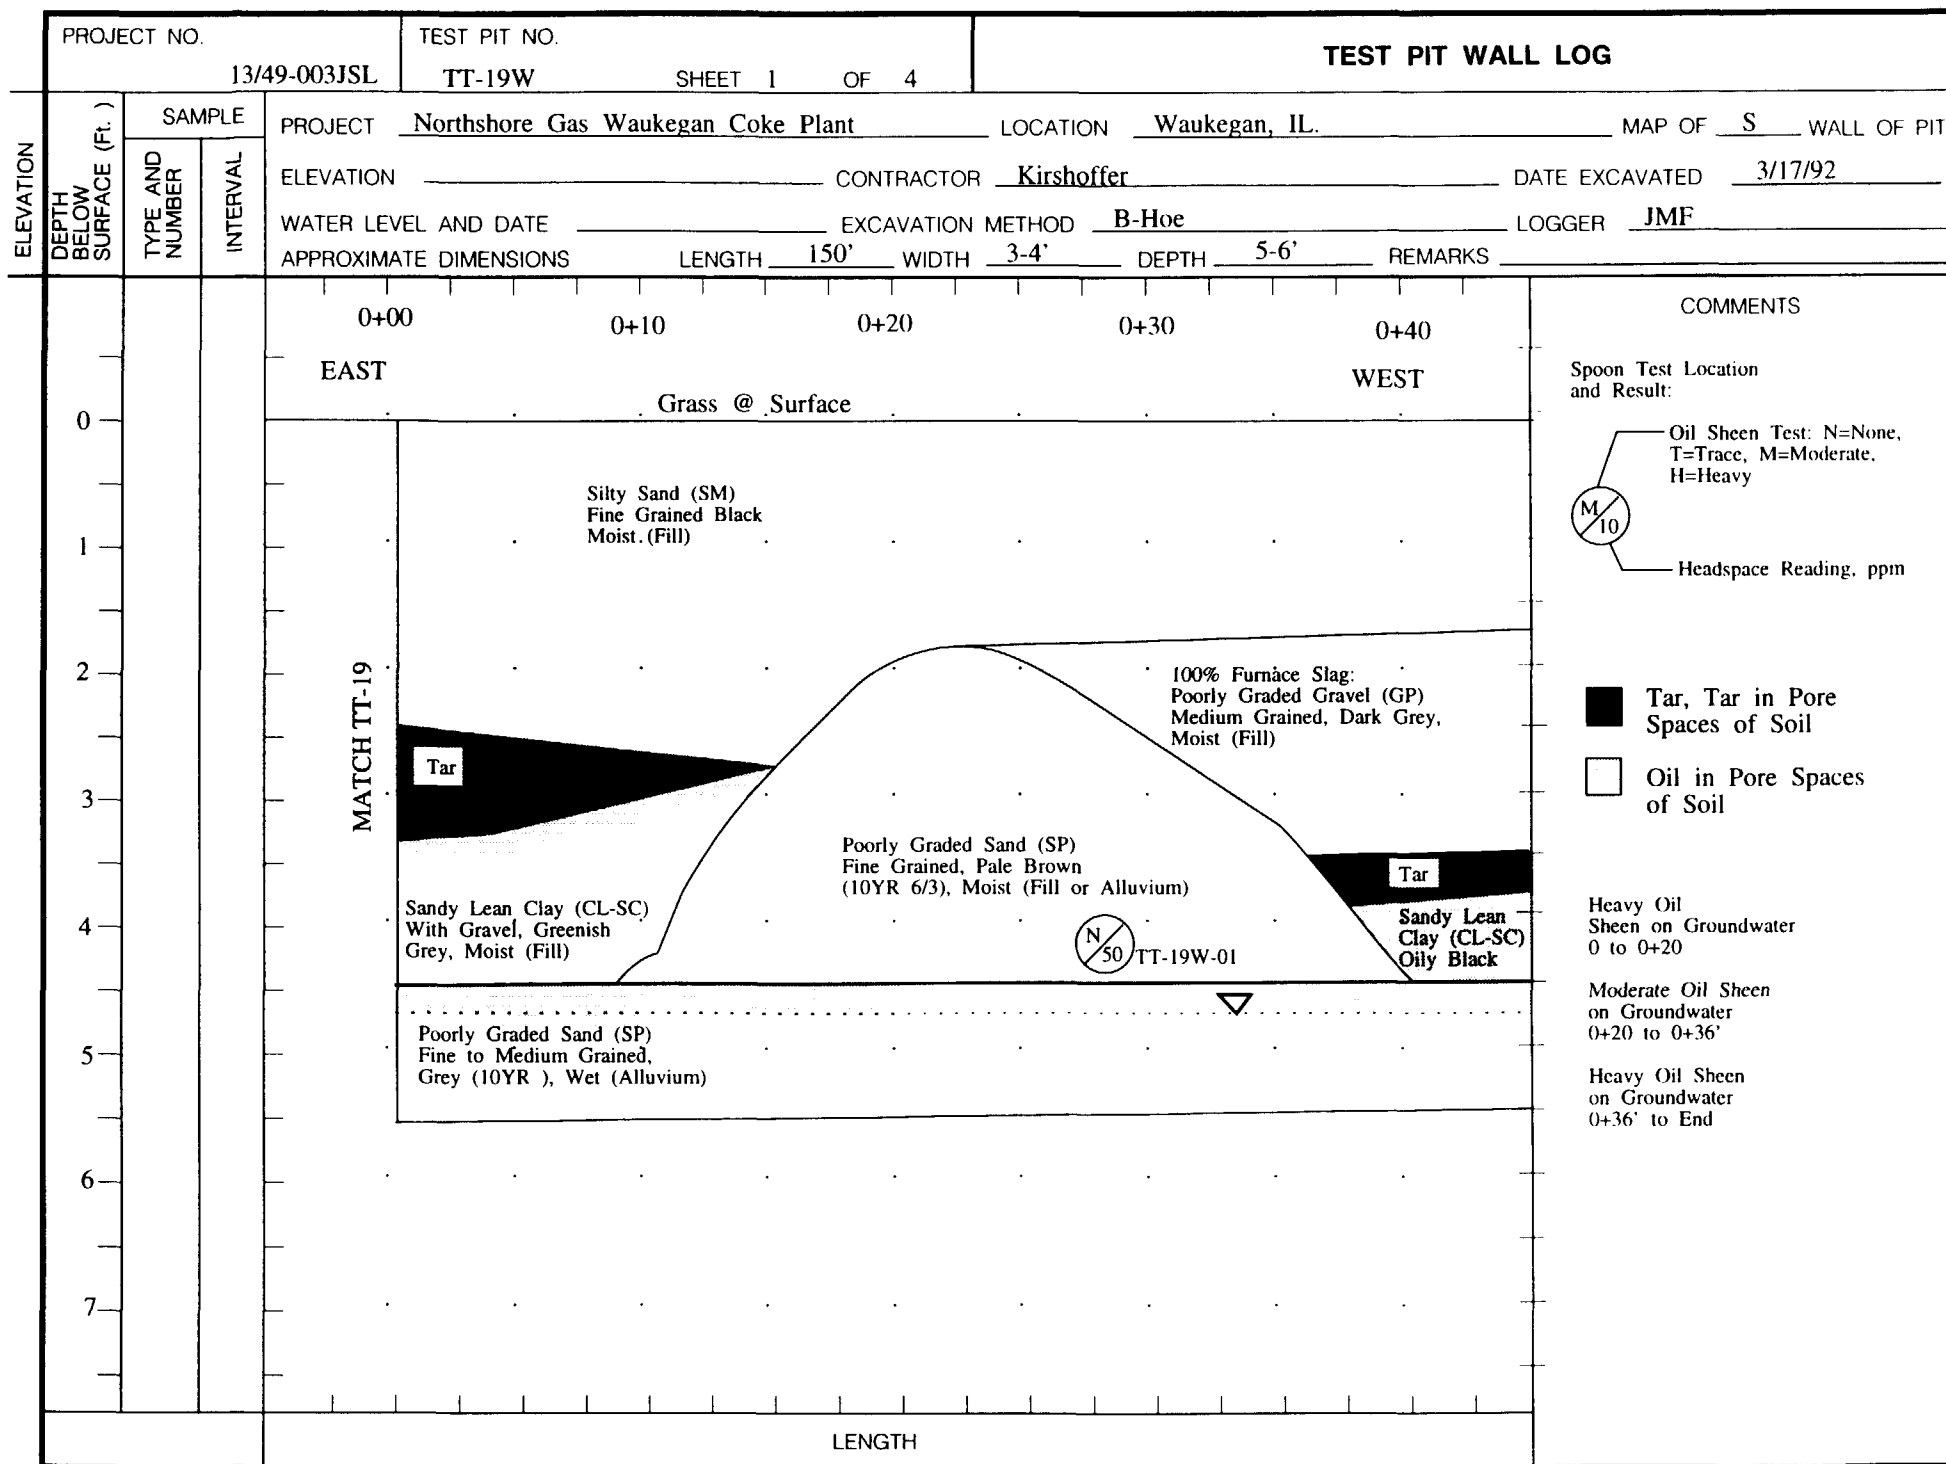 PROJECT NO.
13/49-003JSL
TEST PIT NO.
TT-19W SHEET 1 OF 4
TEST PIT WALL LOG
ELEVATION
DEPTH
BELOW
SURFACE (Ft. )
SAMPLE
TYPE AND
NUMBER
INTERVAL
PROJECT Northshore Gas Waukegan Coke Plant LOCATION Waukegan, IL. MAP OF S WALL OF PIT
ELEVATION CONTRACTOR Kirshoffer DATE EXCAVATED 3/17/92
WATER LEVEL AND DATE EXCAVATION METHOD B-Hoe LOGGER JMF
APPROXIMATE DIMENSIONS LENGTH 150' WIDTH 3-4' DEPTH 5-6' REMARKS
0+00 0+10 0+20 0+30 0+40
EAST WEST
Grass @ Surface
0
1
2
3
4
5
6
7
MATCH TT-19
Silty Sand (SM)
Fine Grained Black
Moist (Fill)
100% Furnace Slag:
Poorly Graded Gravel (GP)
Medium Grained, Dark Grey,
Moist (Fill)
Tar
Poorly Graded Sand (SP)
Fine Grained, Pale Brown
(10YR 6/3), Moist (Fill or Alluvium)
Tar
Sandy Lean Clay (CL-SC)
With Gravel, Greenish
Grey, Moist (Fill)
N
50
TT-19W-01
Sandy Lean
Clay (CL-SC)
Oily Black
Poorly Graded Sand (SP)
Fine to Medium Grained,
Grey (10YR ), Wet (Alluvium)
LENGTH
COMMENTS
Spoon Test Location
and Result:
Oil Sheen Test: N=None,
T=Trace, M=Moderate,
H=Heavy
M
10
Headspace Reading, ppm
Tar, Tar in Pore
Spaces of Soil
Oil in Pore Spaces
of Soil
Heavy Oil
Sheen on Groundwater
0 to 0+20
Moderate Oil Sheen
on Groundwater
0+20 to 0+36'
Heavy Oil Sheen
on Groundwater
0+36' to End